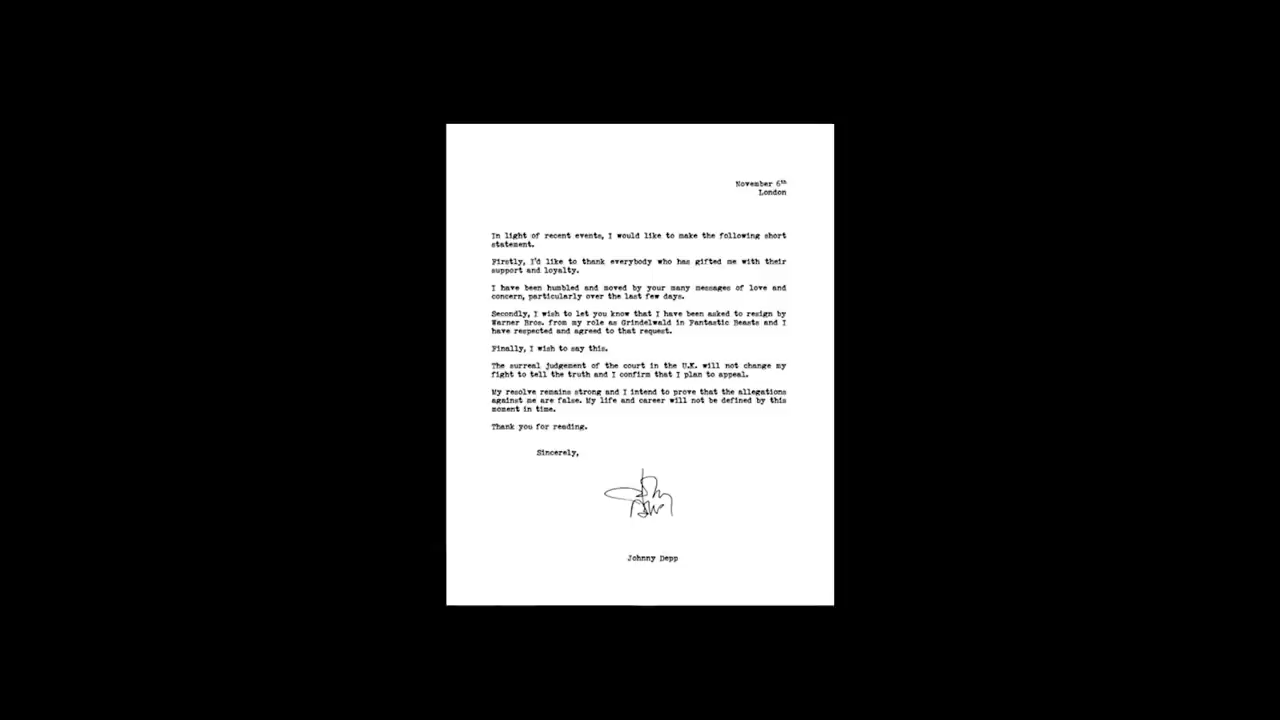 November 6th
London
In light of recent events, I would like to make the following short
statement.
Firstly, I'd like to thank everybody who has gifted me with their
support and loyalty.
I have been humbled and moved by your many messages of love and
concern, particularly over the last few days.
Secondly, I wish to let you know that I have been asked to resign by
Warner Bros. from my role as Grindelwald in Fantastic Beasts and I
have respected and agreed to that request.
Finally, I wish to say this.
The surreal judgement of the court in the U.K. will not change my
fight to tell the truth and I confirm that I plan to appeal.
My resolve remains strong and I intend to prove that the allegations
against me are false. My life and career will not be defined by this
moment in time.
Thank you for reading.
Sincerely,
Johnny Depp